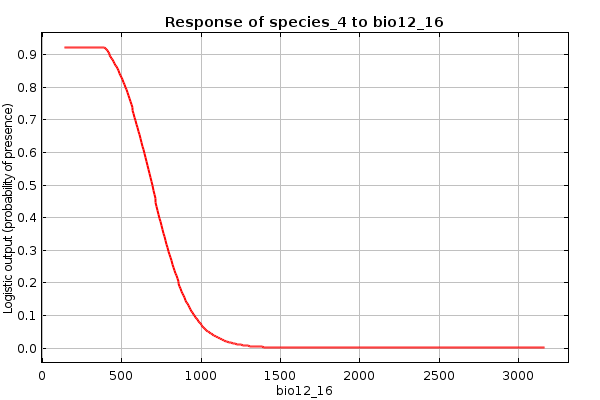 Response of species_4 to bio12_16
Logistic output (probability of presence)
0.9
0.8
0.7
0.6
0.5
0.4
0.3
0.2
0.1
0.0
0 500 1000 1500 2000 2500 3000
bio12_16